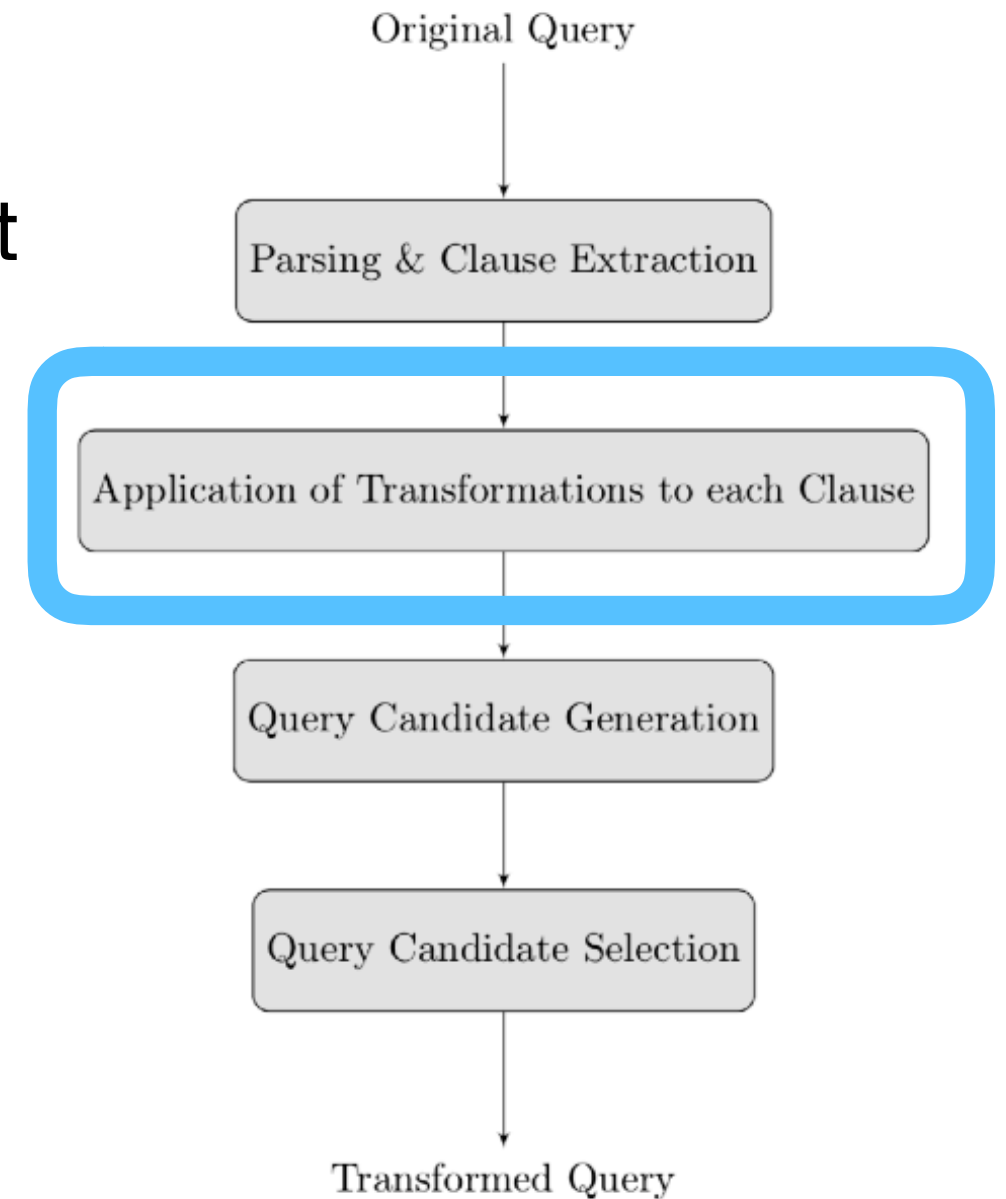 Original Query
t
Parsing & Clause Extraction
Application of Transformations to each Clause
Query Candidate Generation
Query Candidate Selection
Transformed Query